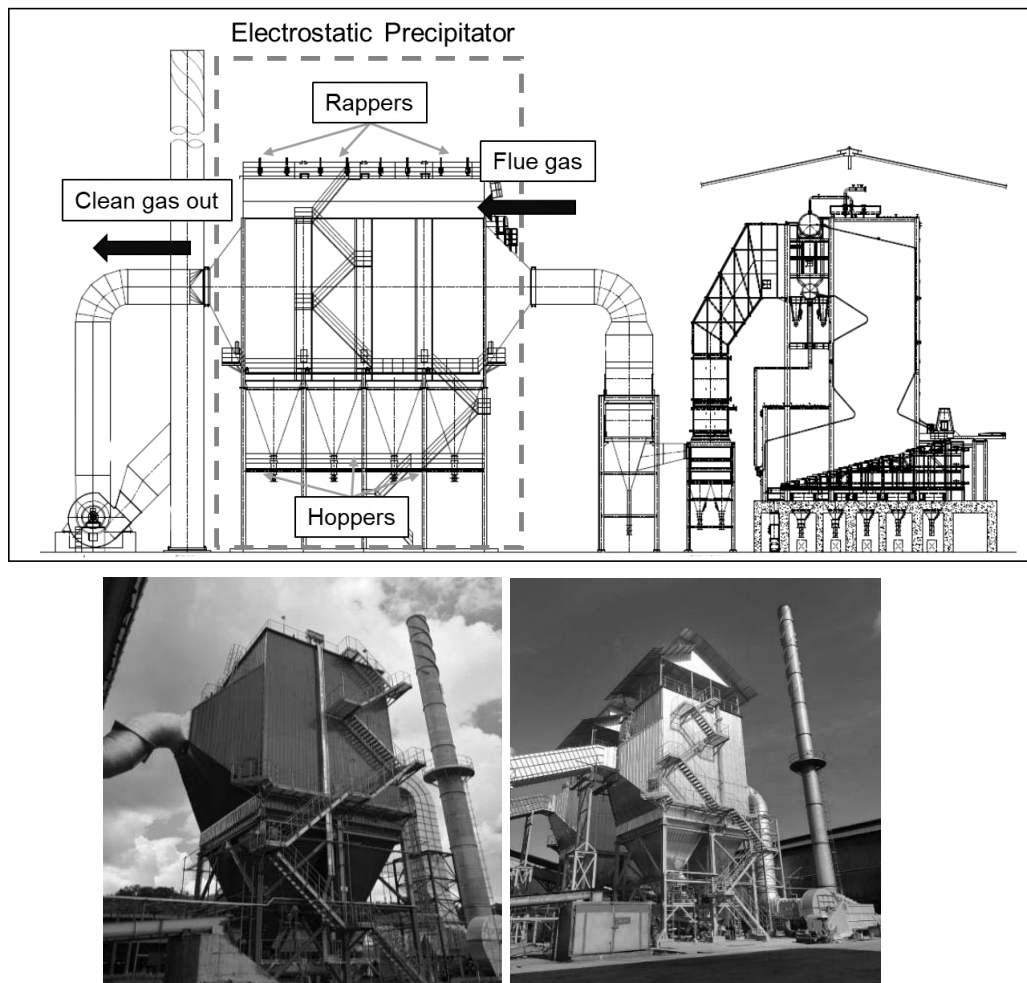 Electrostatic Precipitator
Rappers
Flue gas
Clean gas out
Hoppers